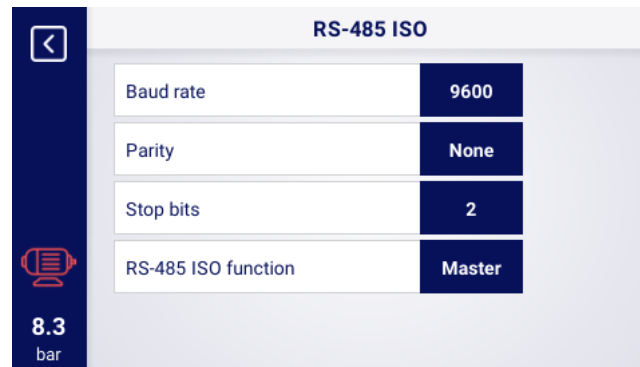 RS-485 ISO
Baud rate 9600
Parity None
Stop bits 2
RS-485 ISO function Master
8.3
bar